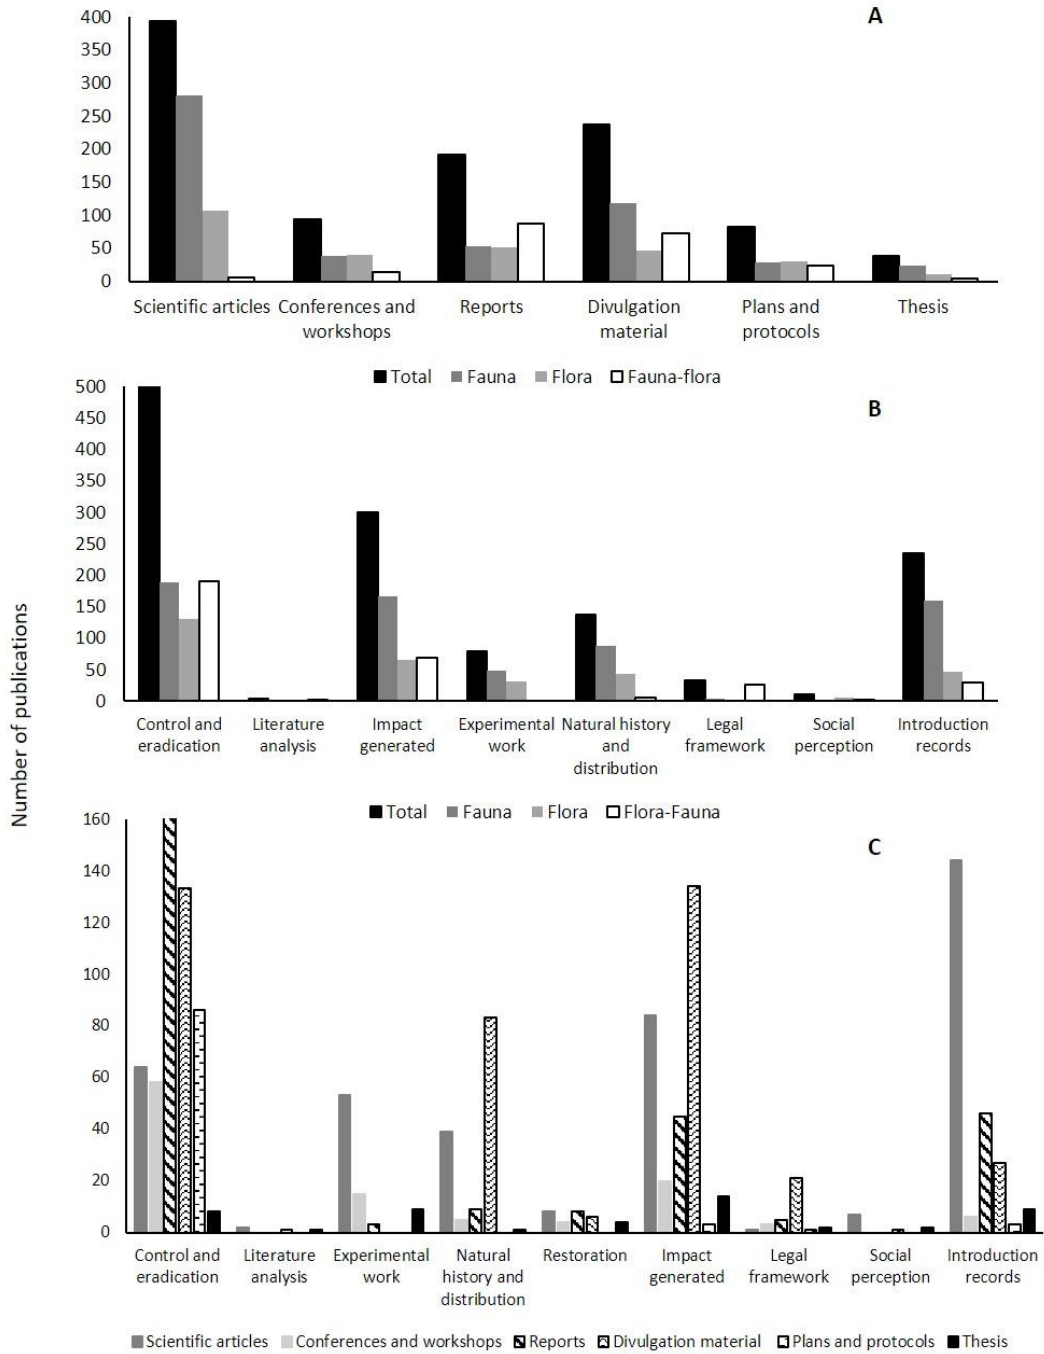 400
A
350
300
250
200
150
100
50
0
Scientific articles Conferences and Reports Divulgation Plans and Thesis
workshops material protocols
Total Fauna Flora Fauna-flora
500
B
450
400
350
300
250
200
150
100
50
0
Control and Literature Impact Experimental Natural history Legal Social Introduction
eradication analysis generated work and framework perception records
distribution
Number of publications
Total Fauna Flora Flora-Fauna
160
C
140
120
100
80
60
40
20
0
Control and Literature Experimental Natural Restoration Impact Legal Social Introduction
eradication analysis work history and generated framework perception records
distribution
Scientific articles Conferences and workshops Reports Divulgation material Plans and protocols Thesis